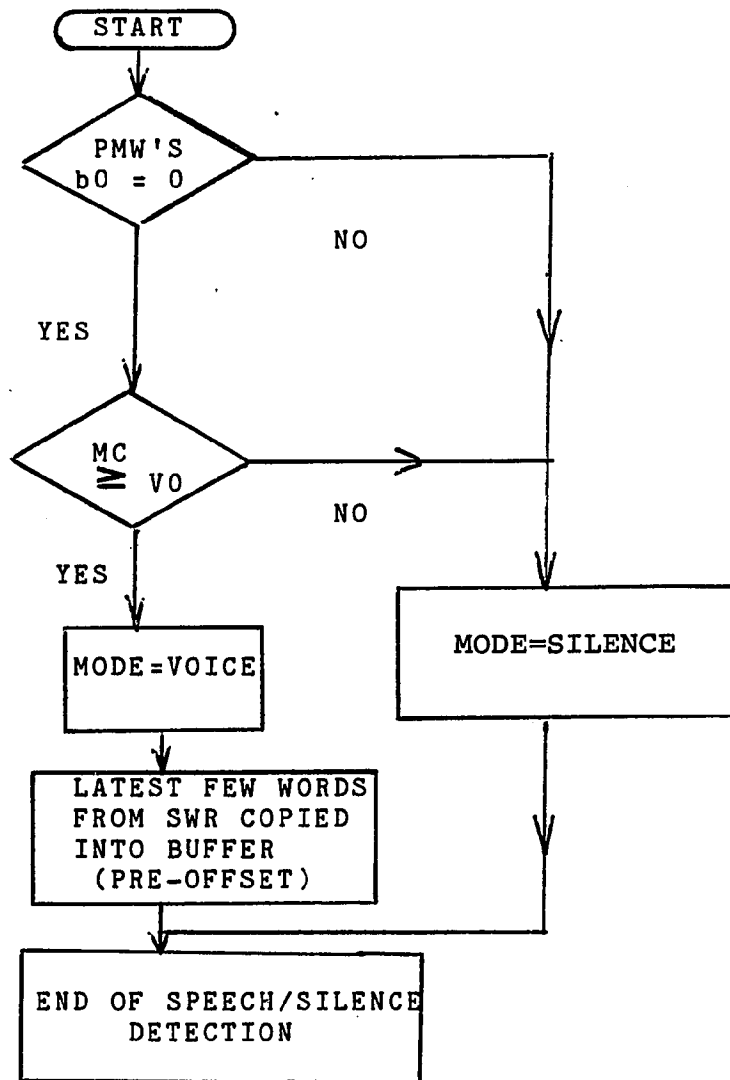 START
PMW'S
b0 = 0
NO
YES
MC
≥ V0
NO
YES
MODE=VOICE
MODE=SILENCE
LATEST FEW WORDS
FROM SWR COPIED
INTO BUFFER
(PRE-OFFSET)
END OF SPEECH/SILENCE
DETECTION